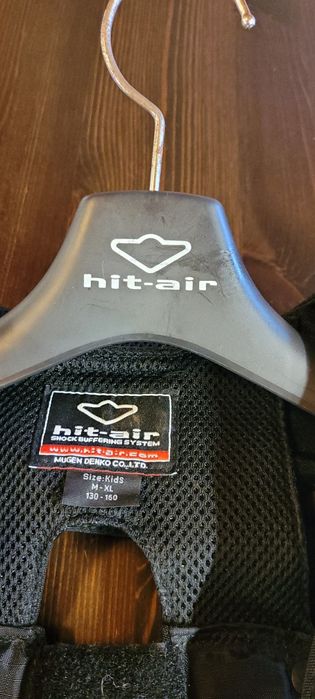 hit-air
hit-air
SHOCK BUFFERING SYSTEM
www.hit-air.com
MUGEN DENKO CO.,LTD.
Size:Kids
M-XL
130-160